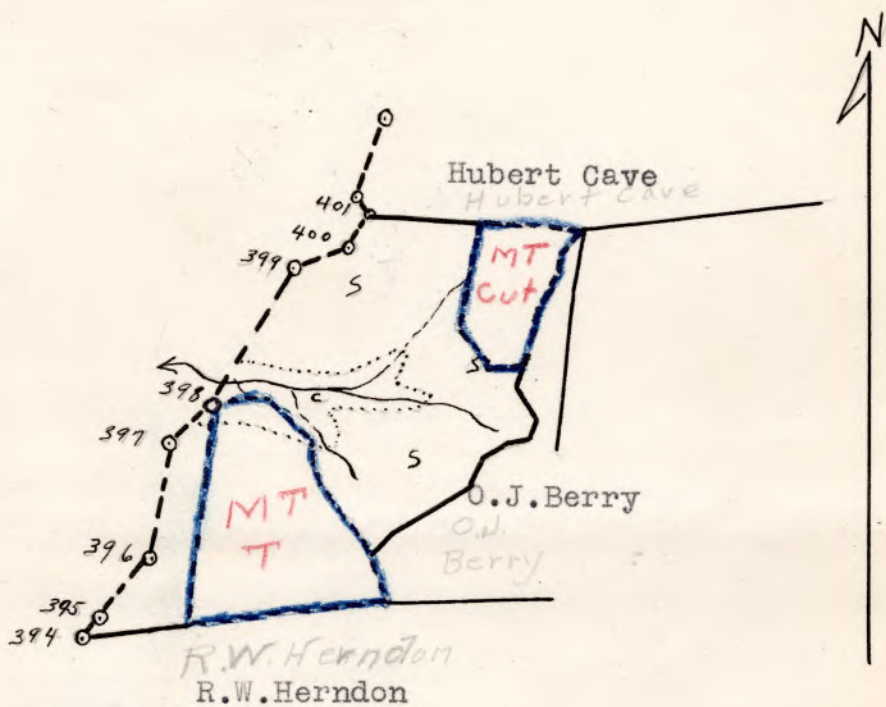 N
Hubert Cave
Hubert Cave
401
400
399
S
MT
Cut
S
398
c
397
S
MT
T
O.J.Berry
O.J.
Berry
396
395
394
R.W.Herndon
R.W.Herndon